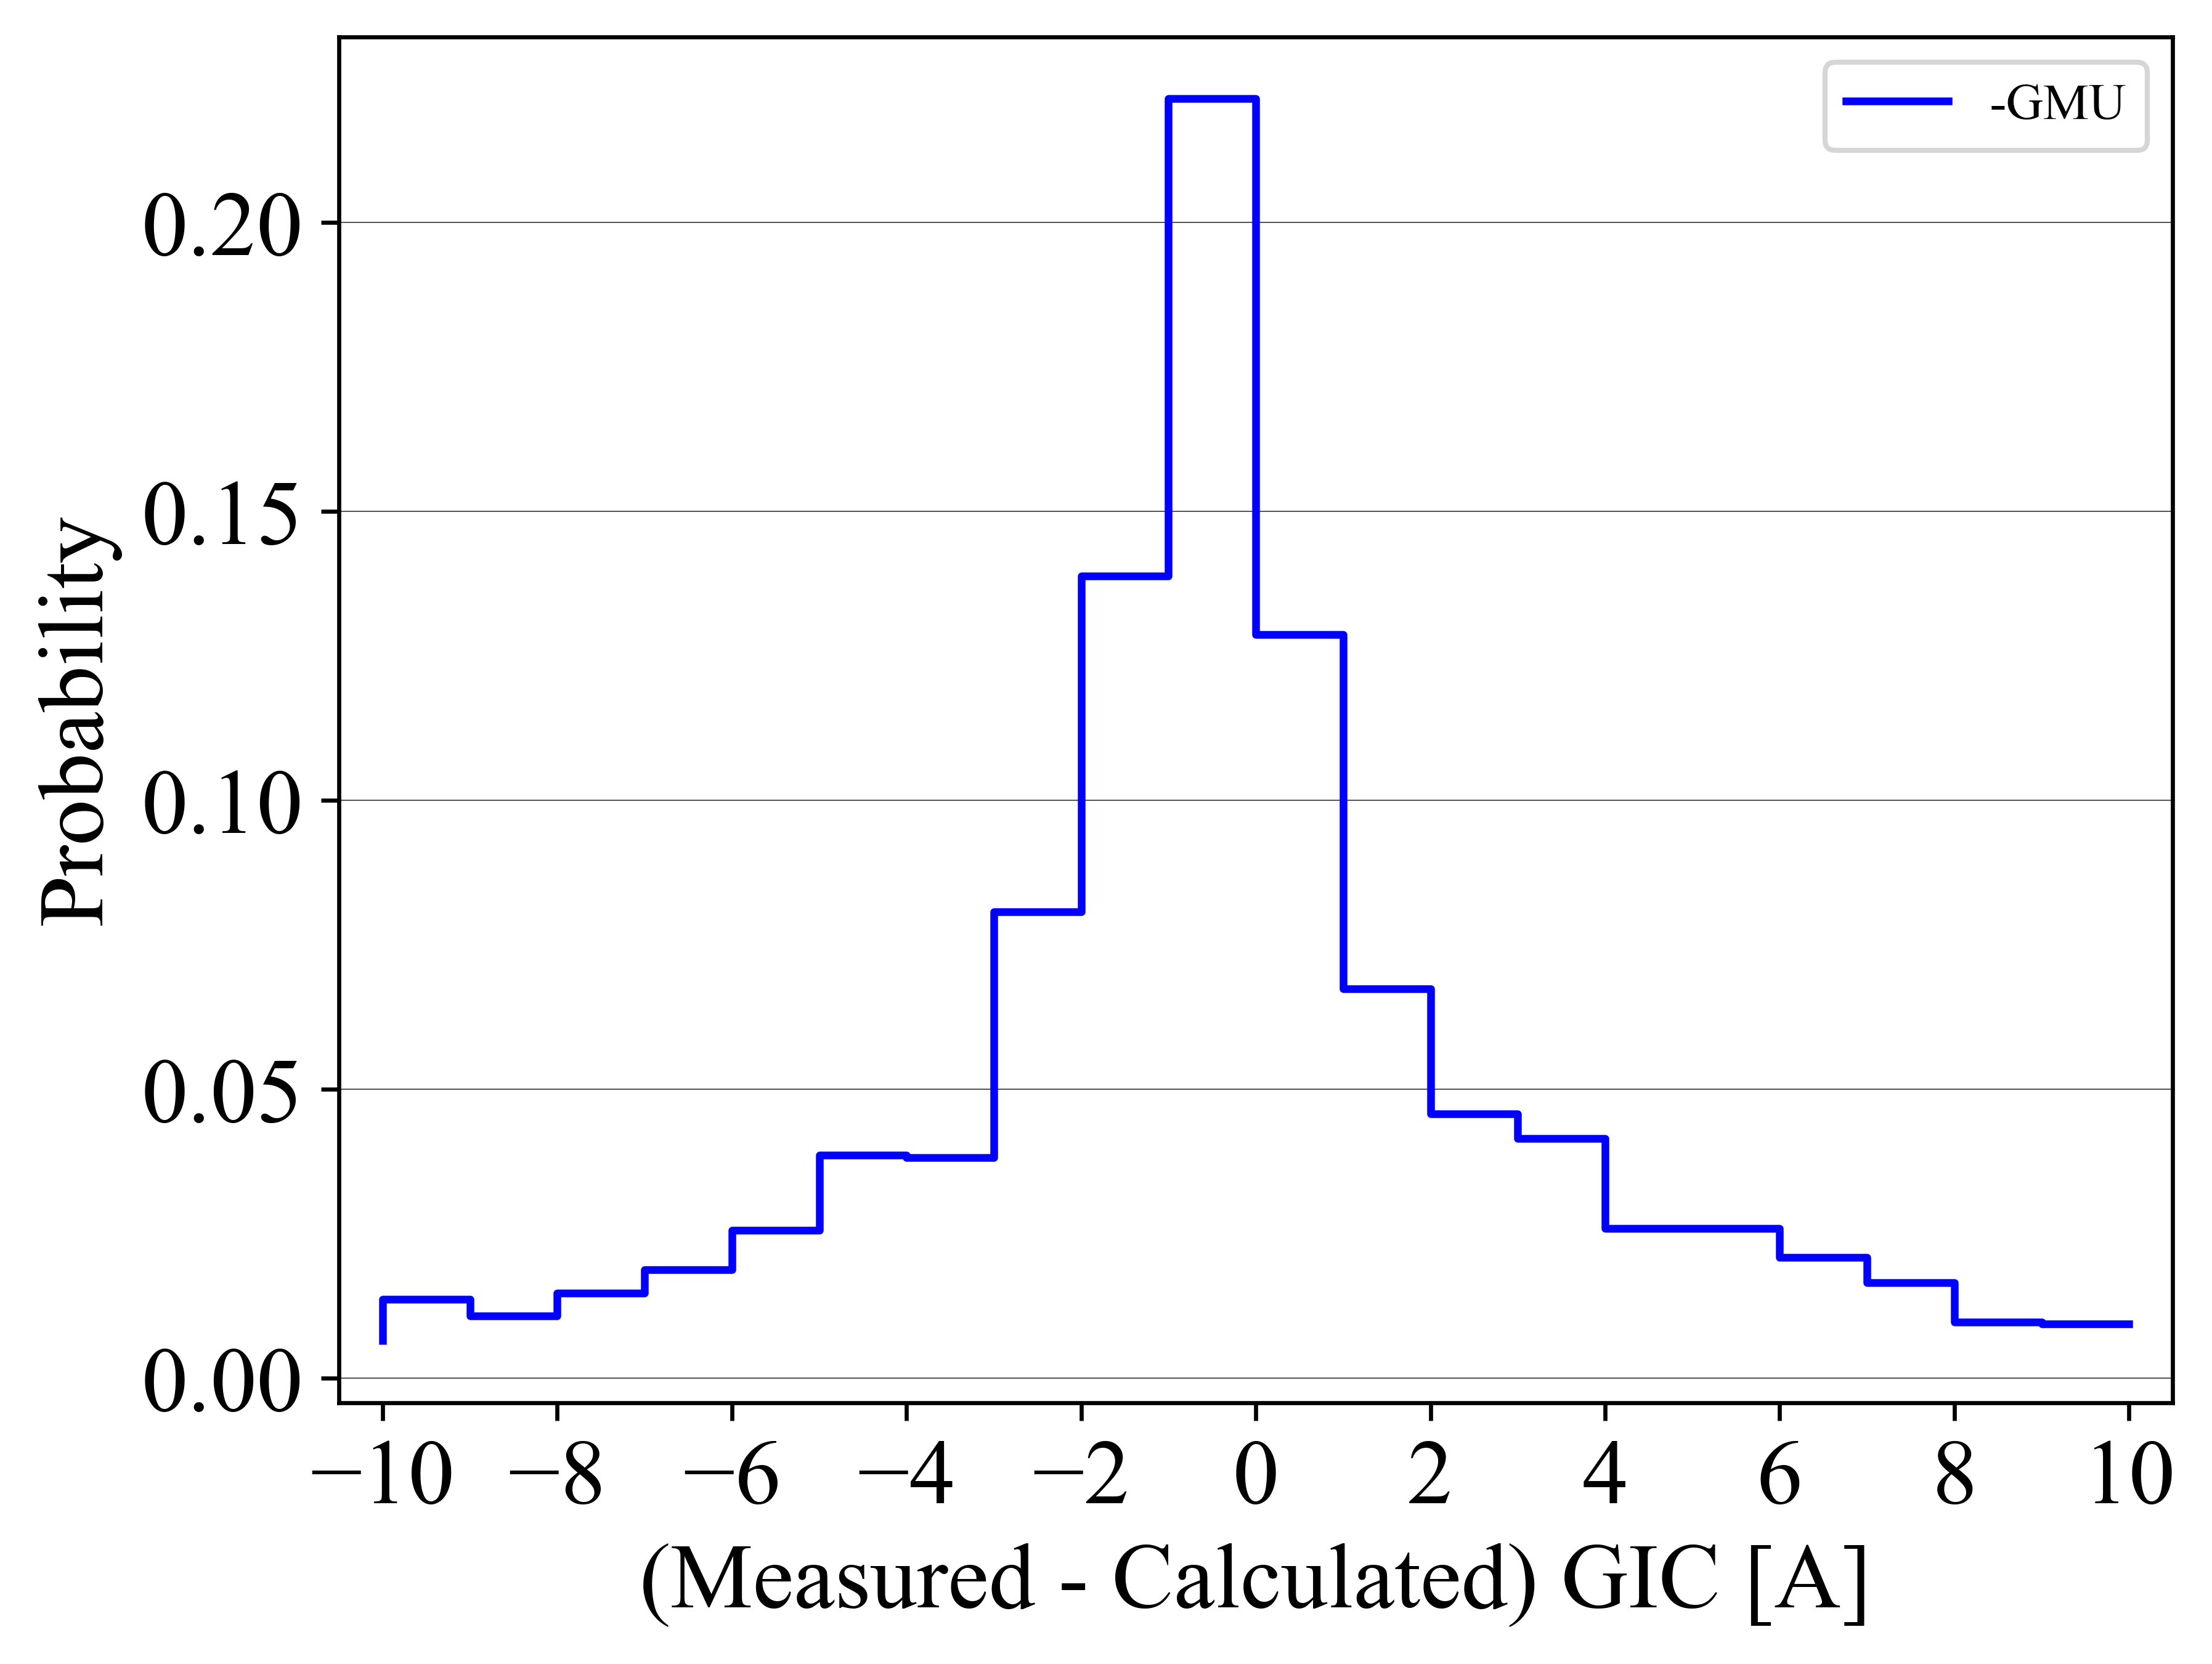 -GMU
0.20
0.15
0.10
0.05
0.00
Probability
−10 −8 −6 −4 −2 0 2 4 6 8 10
(Measured - Calculated) GIC [A]